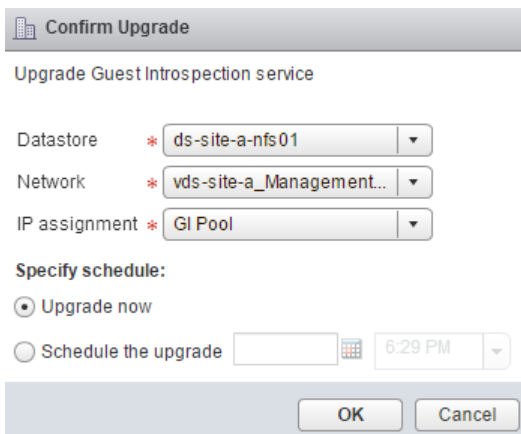 Confirm Upgrade
Upgrade Guest Introspection service
Datastore * ds-site-a-nfs01
Network * vds-site-a_Management...
IP assignment * GI Pool
Specify schedule:
Upgrade now
Schedule the upgrade 6:29 PM
OK Cancel